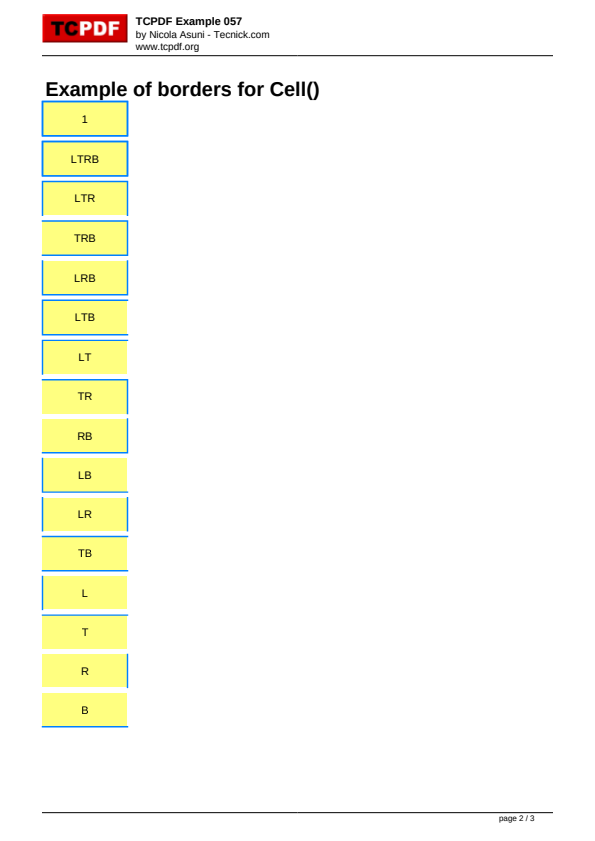 TCPDF
TCPDF Example 057
by Nicola Asuni - Tecnick.com
www.tcpdf.org
Example of borders for Cell()
1
LTRB
LTR
TRB
LRB
LTB
LT
TR
RB
LB
LR
TB
L
T
R
B
page 2 / 3